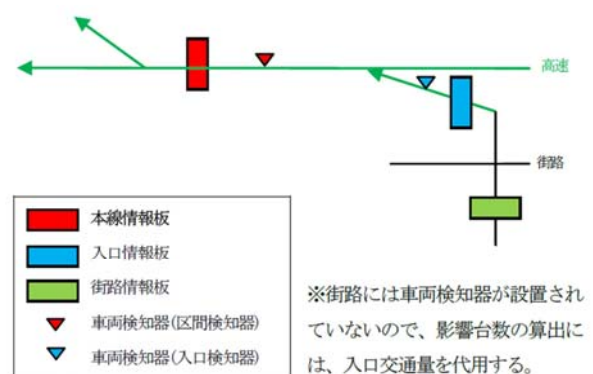 高速
街路
本線情報板
入口情報板
街路情報板
車両検知器(区間検知器)
車両検知器(入口検知器)
※街路には車両検知器が設置され
ていないので、影響台数の算出に
は、入口交通量を代用する。